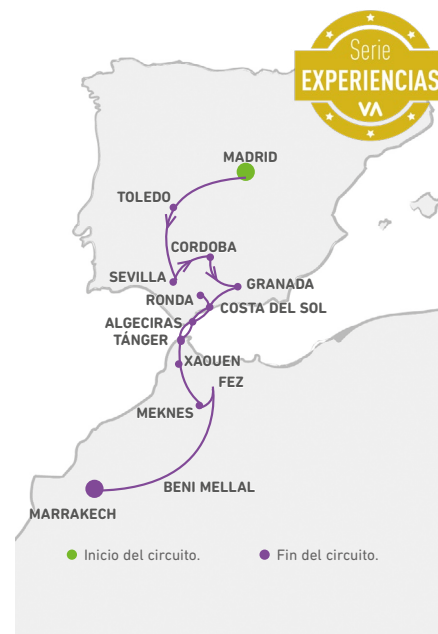 Serie
EXPERIENCIAS
VA
MADRID
TOLEDO
CORDOBA
SEVILLA
GRANADA
RONDA
COSTA DEL SOL
ALGECIRAS
TÁNGER
XAOUEN
FEZ
MEKNES
BENI MELLAL
MARRAKECH
Inicio del circuito.
Fin del circuito.